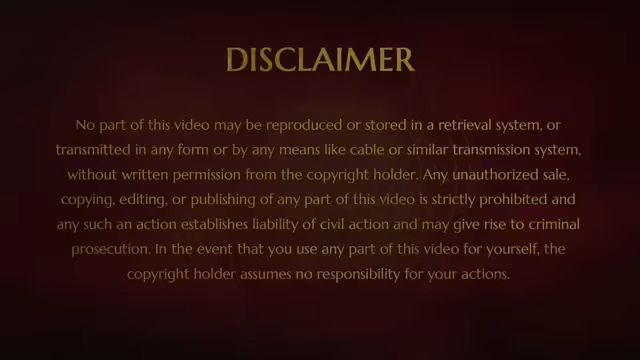 DISCLAIMER
No part of this video may be reproduced or stored in a retrieval system, or
transmitted in any form or by any means like cable or similar transmission system,
without written permission from the copyright holder. Any unauthorized sale,
copying, editing, or publishing of any part of this video is strictly prohibited and
any such an action establishes liability of civil action and may give rise to criminal
prosecution. In the event that you use any part of this video for yourself, the
copyright holder assumes no responsibility for your actions.